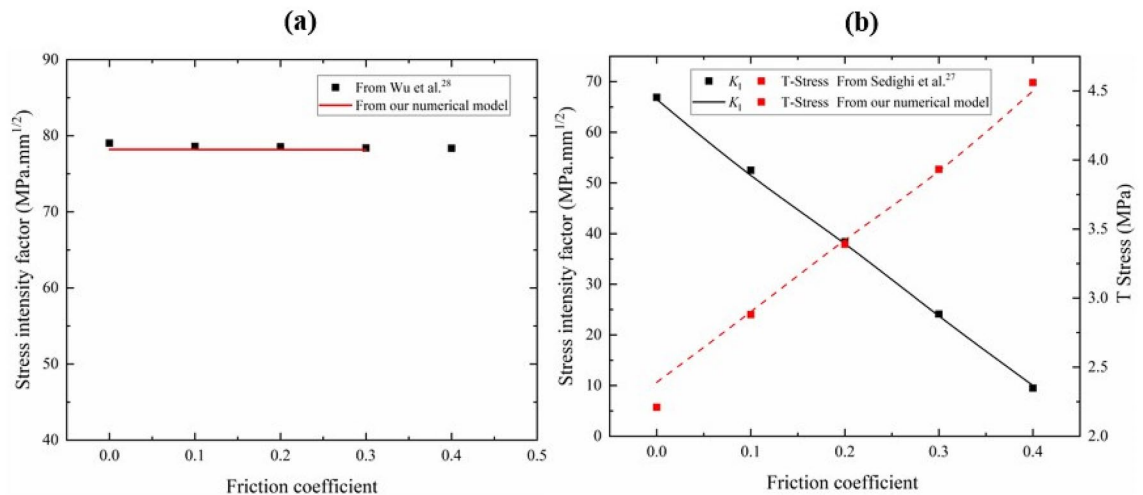 (a)
90
80
70
60
50
40
Stress intensity factor (MPa.mm1/2)
From Wu et al.28
From our numerical model
0.0 0.1 0.2 0.3 0.4 0.5
Friction coefficient
(b)
70
60
50
40
30
20
10
0
Stress intensity factor (MPa.mm1/2)
K1 T-Stress From Sedighi et al.27
K1 T-Stress From our numerical model
4.5
4.0
3.5
3.0
2.5
2.0
T Stress (MPa)
0.0 0.1 0.2 0.3 0.4
Friction coefficient